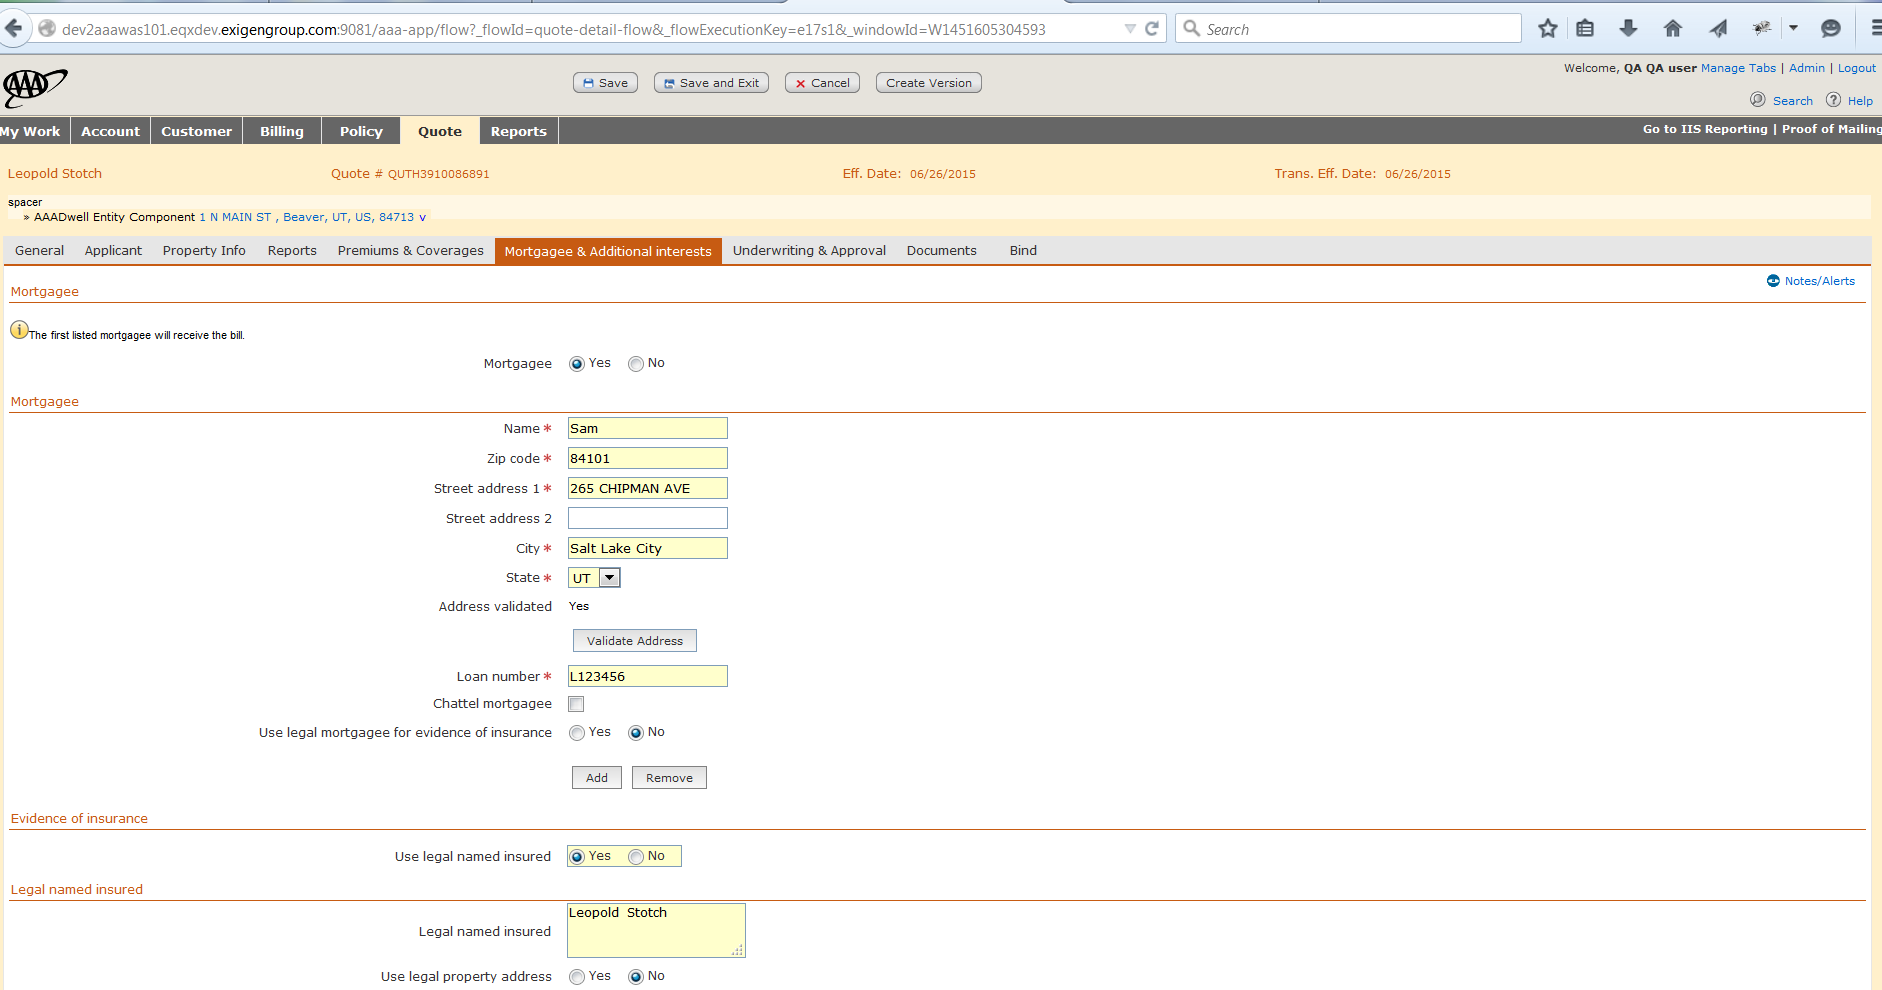 dev2aaawas101.eqxdev.exigengroup.com:9081/aaa-app/flow?_flowId=quote-detail-flow&_flowExecutionKey=e17s1&_windowId=W1451605304593
Search
Welcome, QA QA user Manage Tabs | Admin | Logout
AAA
Save Save and Exit Cancel Create Version
Search Help
My Work Account Customer Billing Policy Quote Reports
Go to IIS Reporting | Proof of Mailing
Leopold Stotch Quote # QUTH3910086891 Eff. Date: 06/26/2015 Trans. Eff. Date: 06/26/2015
spacer
» AAADwell Entity Component 1 N MAIN ST , Beaver, UT, US, 84713 v
General Applicant Property Info Reports Premiums & Coverages Mortgagee & Additional interests Underwriting & Approval Documents Bind
Notes/Alerts
Mortgagee
The first listed mortgagee will receive the bill.
Mortgagee Yes No
Mortgagee
Name * Sam
Zip code * 84101
Street address 1 * 265 CHIPMAN AVE
Street address 2
City * Salt Lake City
State * UT
Address validated Yes
Validate Address
Loan number * L123456
Chattel mortgagee
Use legal mortgagee for evidence of insurance Yes No
Add Remove
Evidence of insurance
Use legal named insured Yes No
Legal named insured
Leopold Stotch
Legal named insured
Use legal property address Yes No